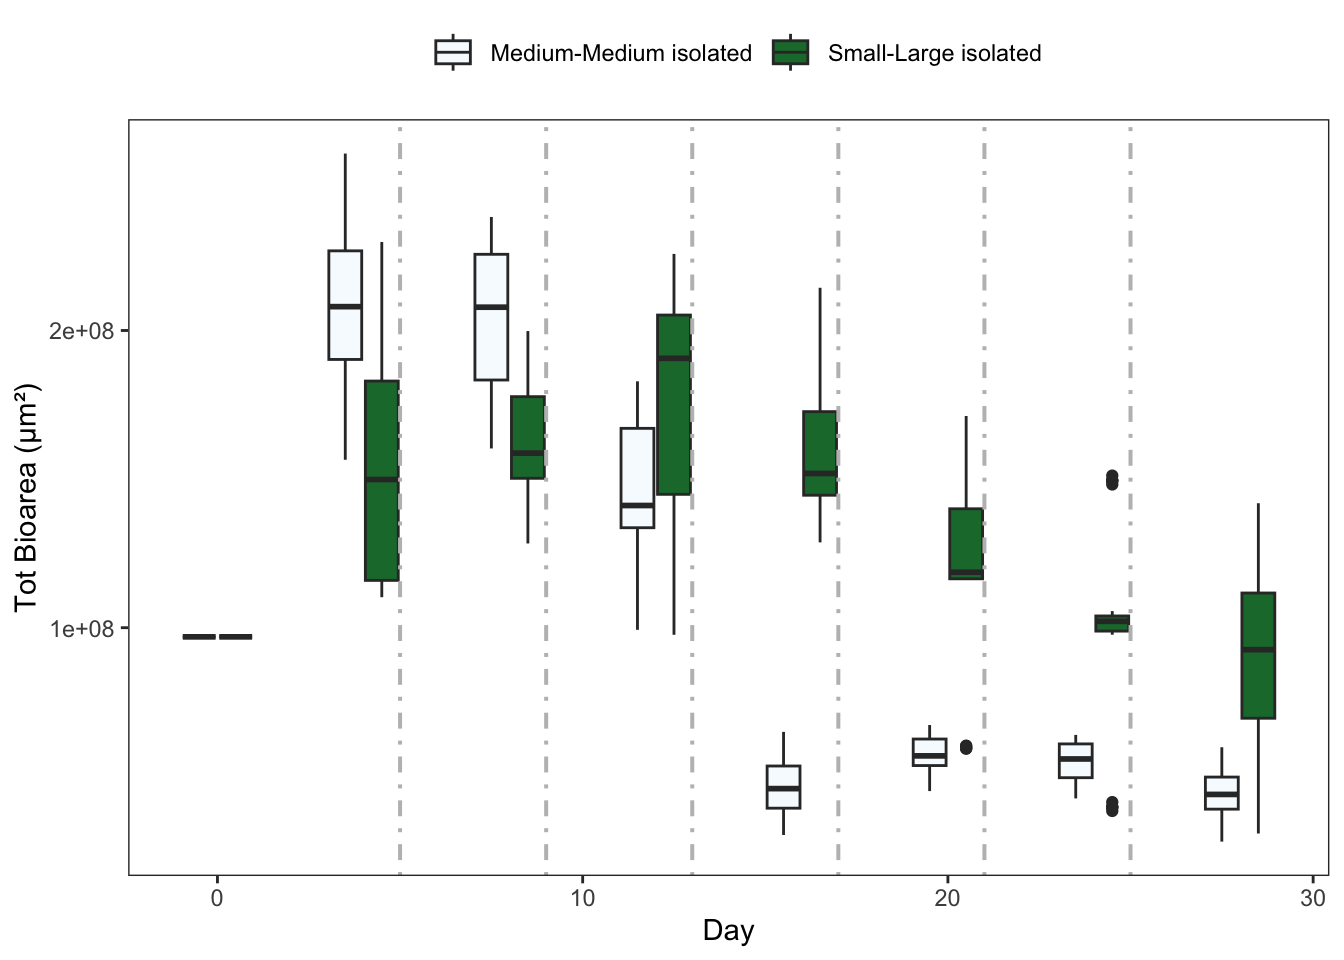 Medium-Medium isolated Small-Large isolated
Tot Bioarea (µm²)
2e+08
1e+08
0 10 20 30
Day